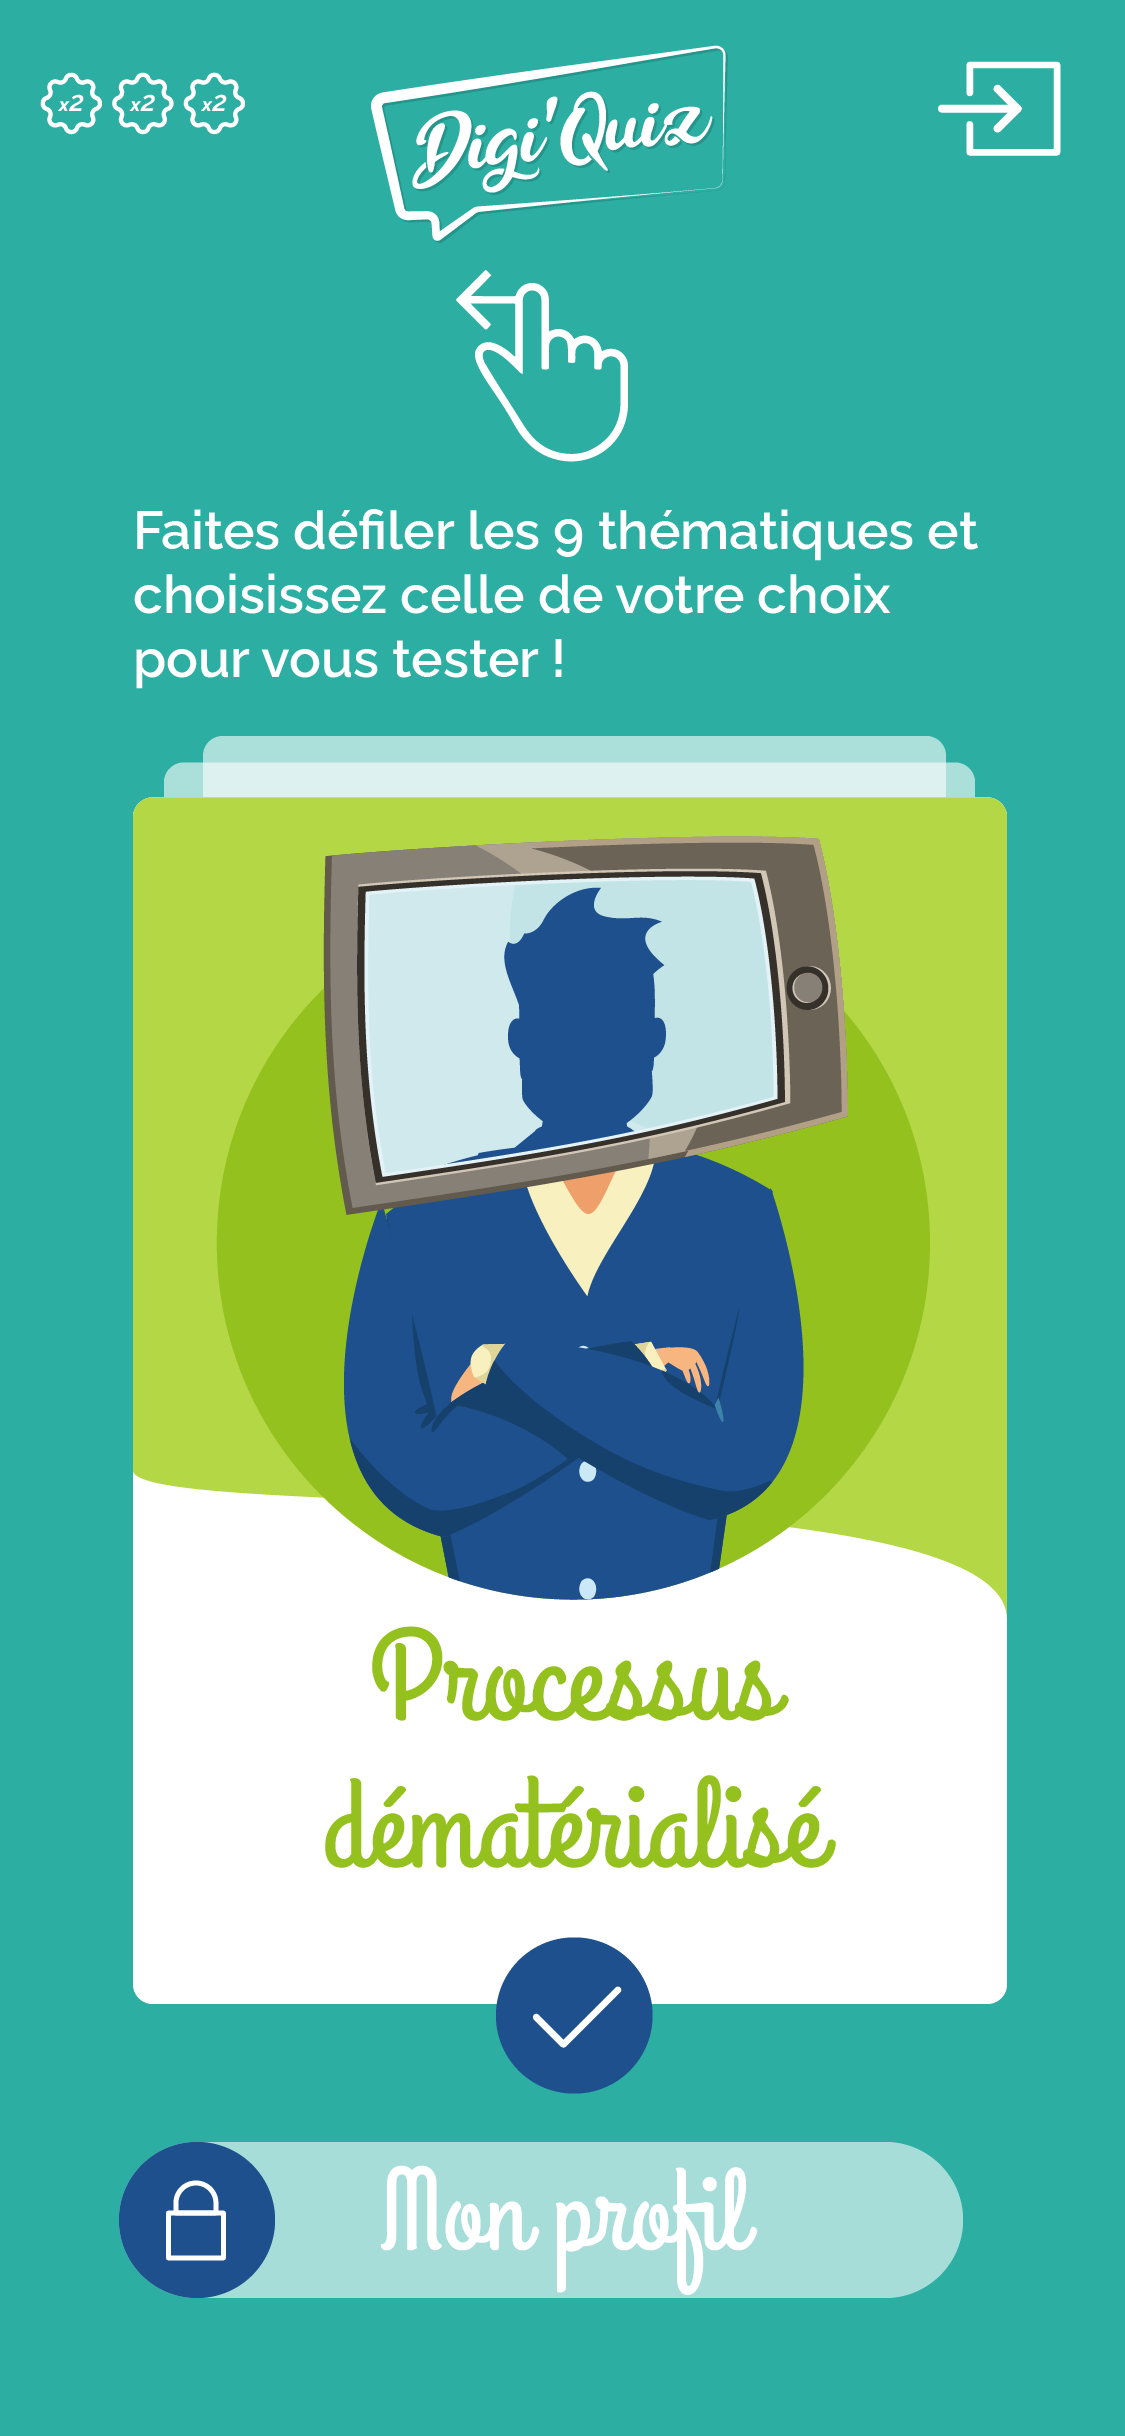 x2 x2 x2
Digi'Quiz
Faites défiler les 9 thématiques et
choisissez celle de votre choix
pour vous tester !
Processus
dématérialisé
Mon profil